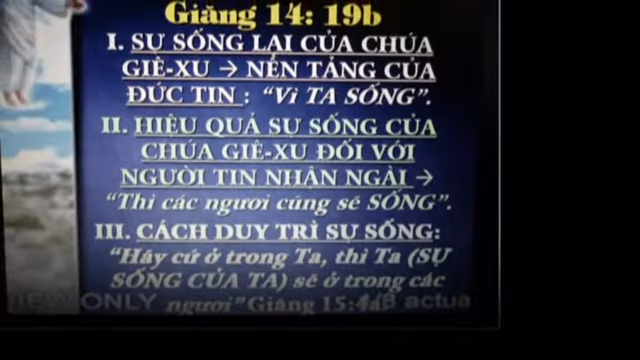 Giăng 14: 19b
I. SỰ SỐNG LẠI CỦA CHÚA
GIÊ-XU → NỀN TẢNG CỦA
ĐỨC TIN : “Vì TA SỐNG”.
II. HIỆU QUẢ SỰ SỐNG CỦA
CHÚA GIÊ-XU ĐỐI VỚI
NGƯỜI TIN NHẬN NGÀI →
“Thì các ngươi cũng sẽ SỐNG”.
III. CÁCH DUY TRÌ SỰ SỐNG:
“Hãy cứ ở trong Ta, thì Ta (SỰ
SỐNG CỦA TA) sẽ ở trong các
ONLY ngươi” Giăng 15: actua